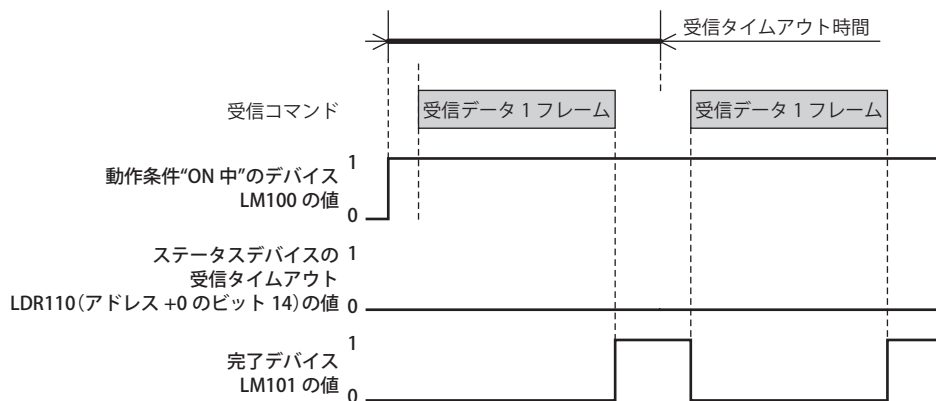 受信タイムアウト時間
受信コマンド
受信データ 1 フレーム
受信データ 1 フレーム
動作条件“ON 中”のデバイス
LM100 の値
1
0
ステータスデバイスの
受信タイムアウト
LDR110(アドレス +0 のビット 14)の値
1
0
完了デバイス
LM101 の値
1
0